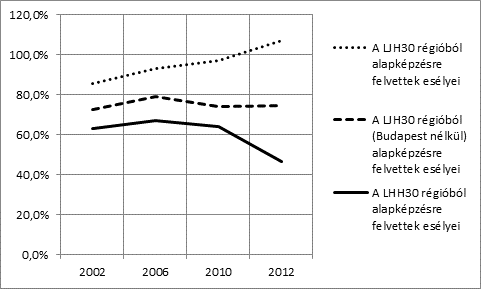 120,0%
100,0%
80,0%
60,0%
40,0%
20,0%
0,0%
2002 2006 2010 2012
A LJH30 régióból
alapképzésre
felvettek esélyei
A LJH30 régióból
(Budapest nélkül)
alapképzésre
felvettek esélyei
A LHH30 régióból
alapképzésre
felvettek esélyei